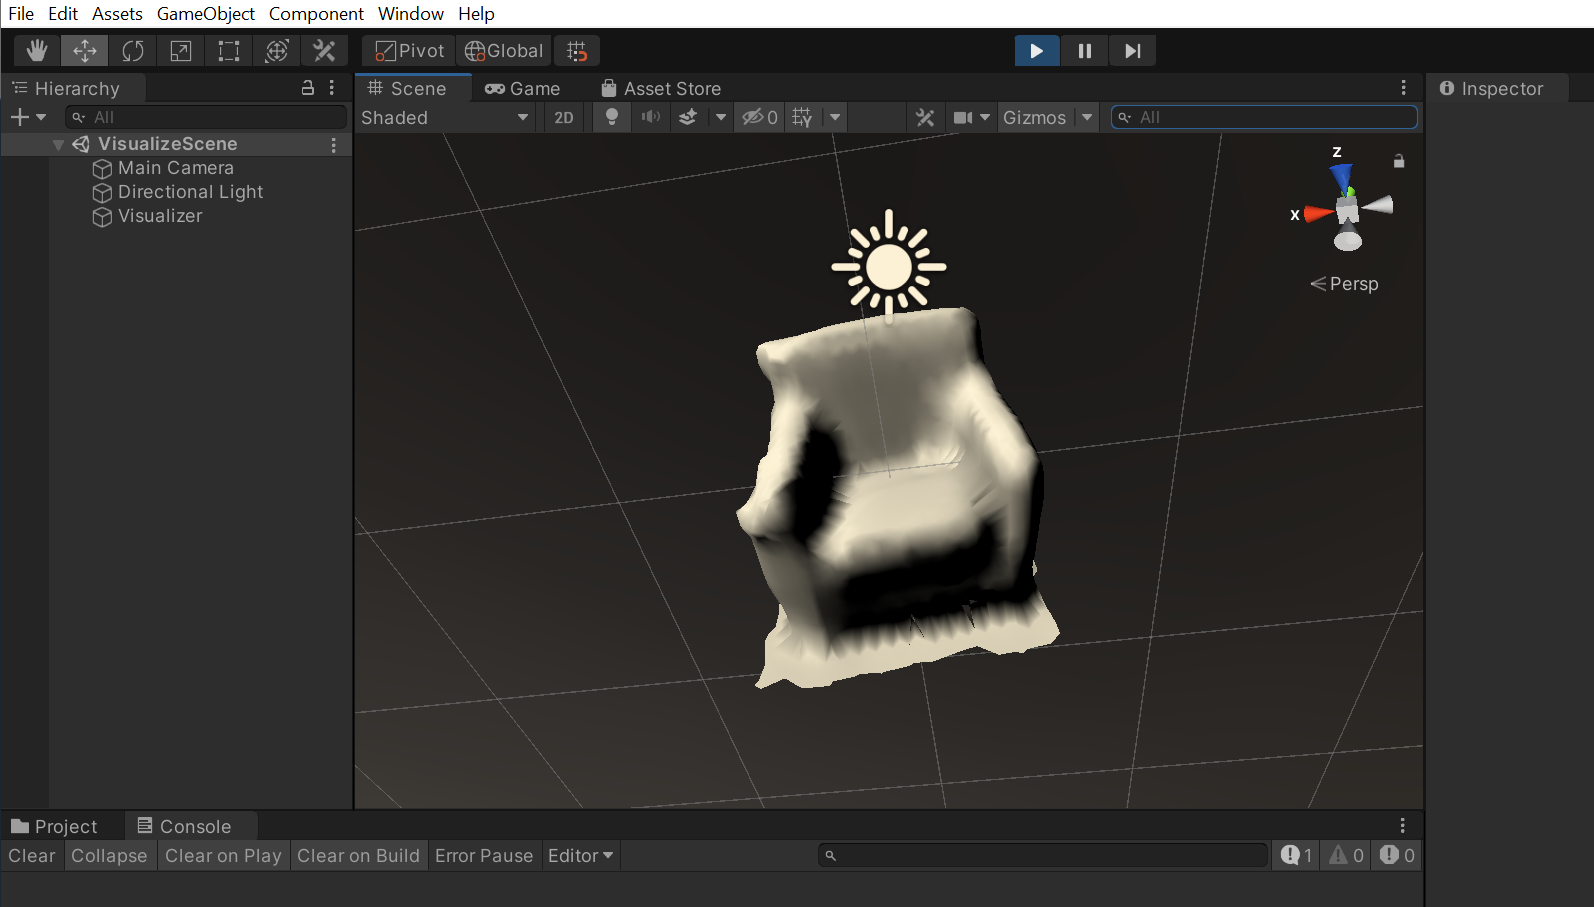 File Edit Assets GameObject Component Window Help
Pivot Global
Hierarchy
All
VisualizeScene
Main Camera
Directional Light
Visualizer
Scene Game Asset Store
Shaded 2D 0 Gizmos All
z
x
Persp
Inspector
Project Console
Clear Collapse Clear on Play Clear on Build Error Pause Editor 1 0 0